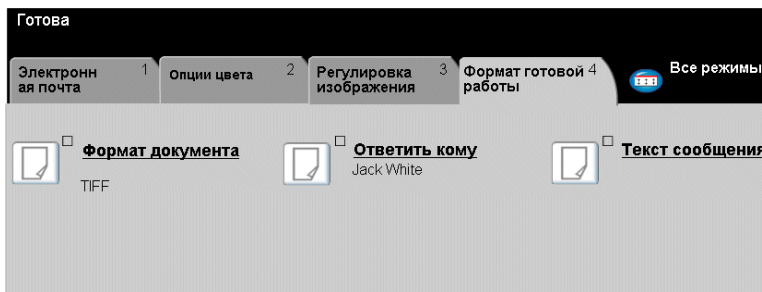 Готова
Электронн
ая почта
1
Опции цвета
2
Регулировка
изображения
3
Формат готовой
работы
4
Все режимы
Формат документа
TIFF
Ответить кому
Jack White
Текст сообщения